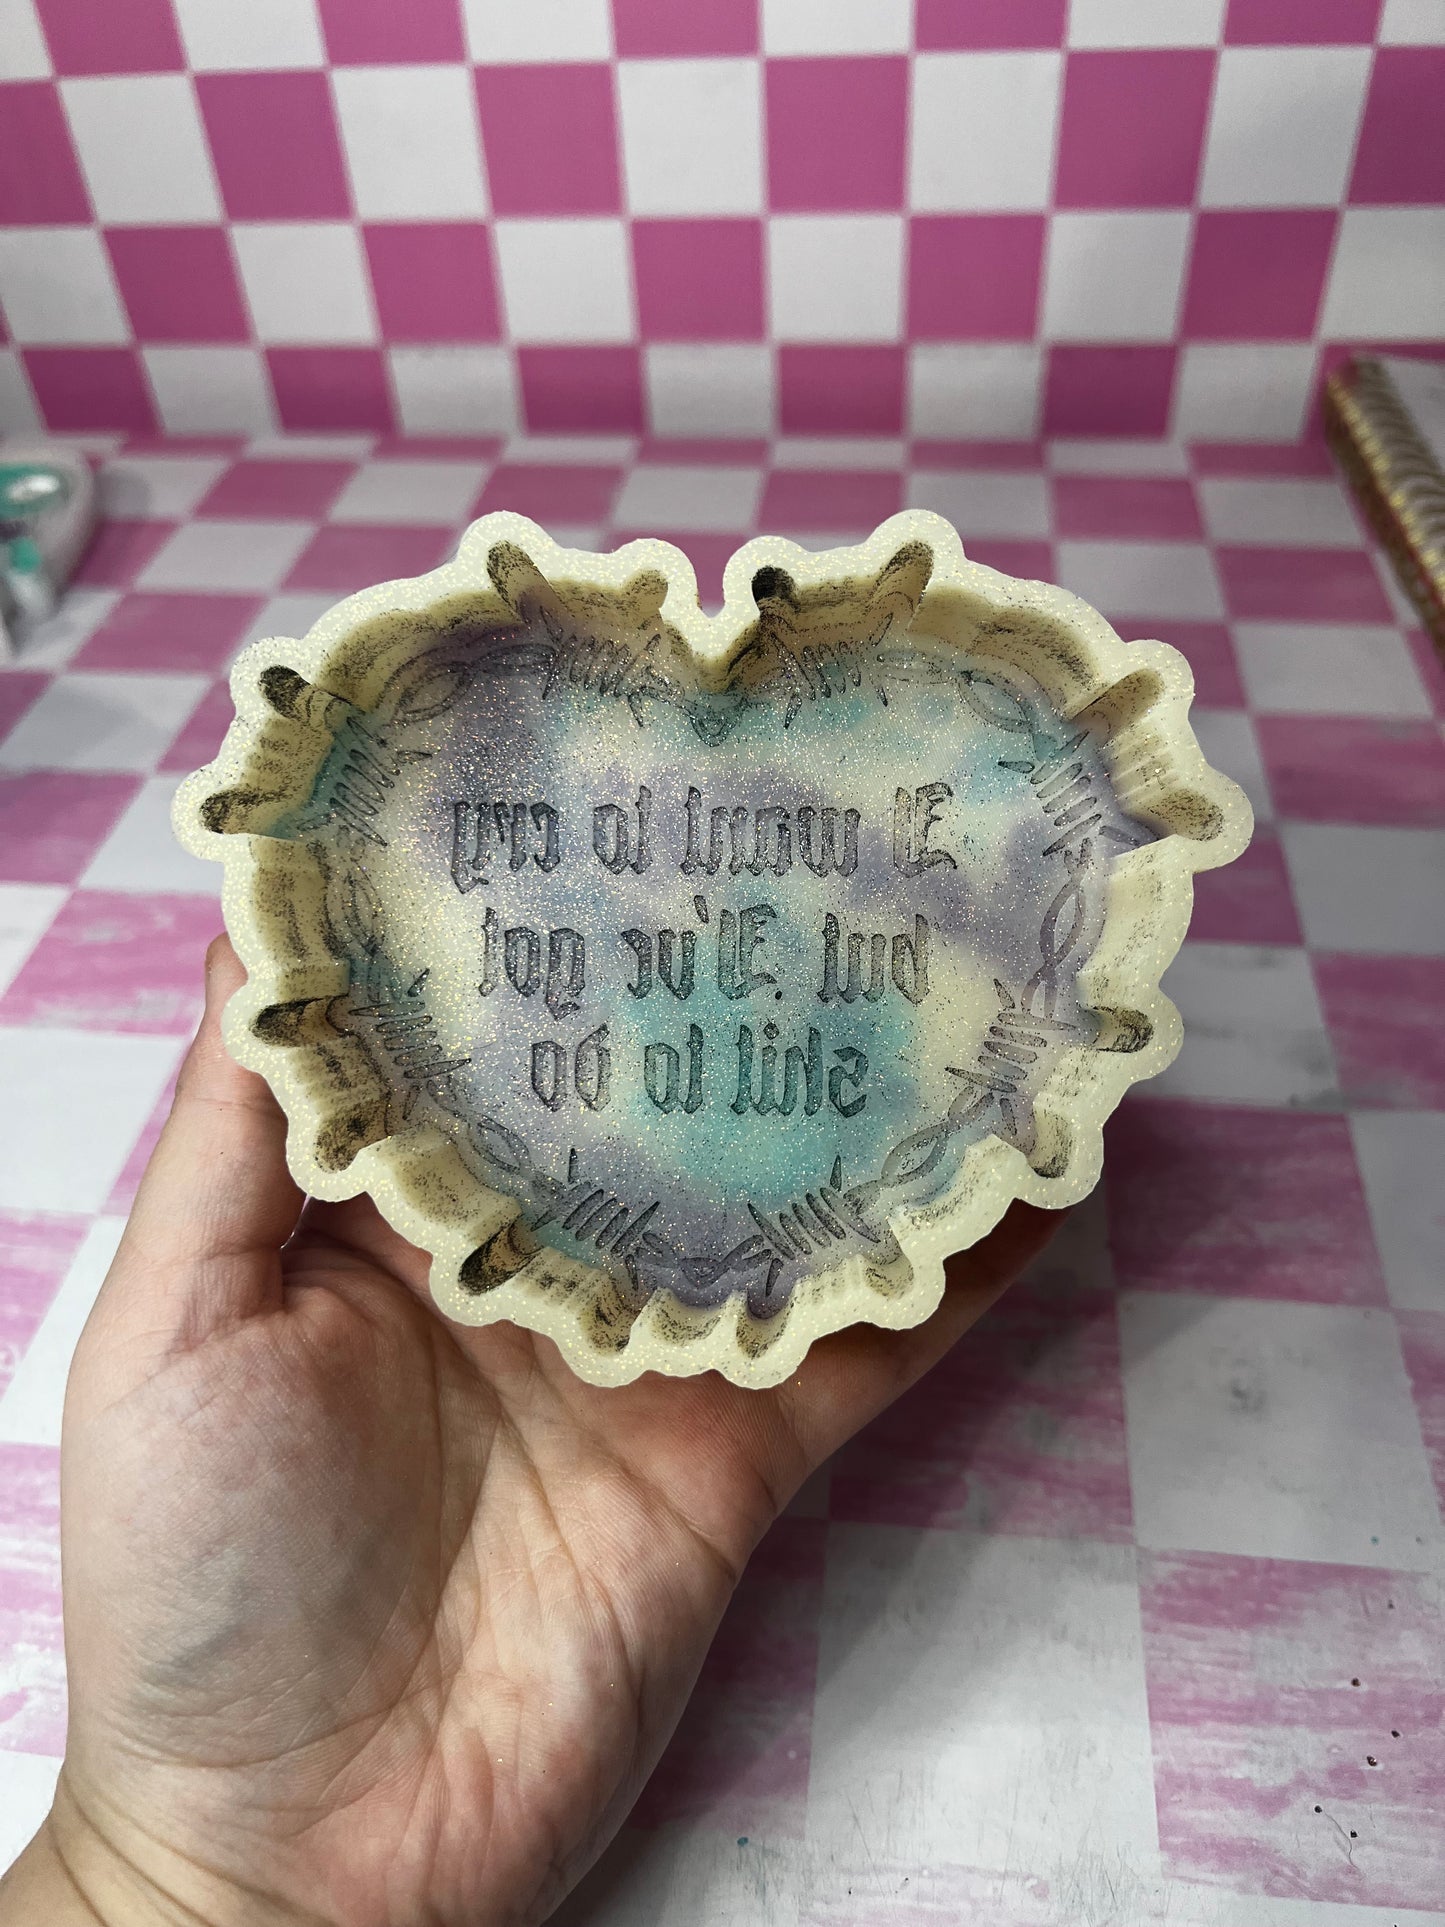 I want to cry
but I've got
shit to do